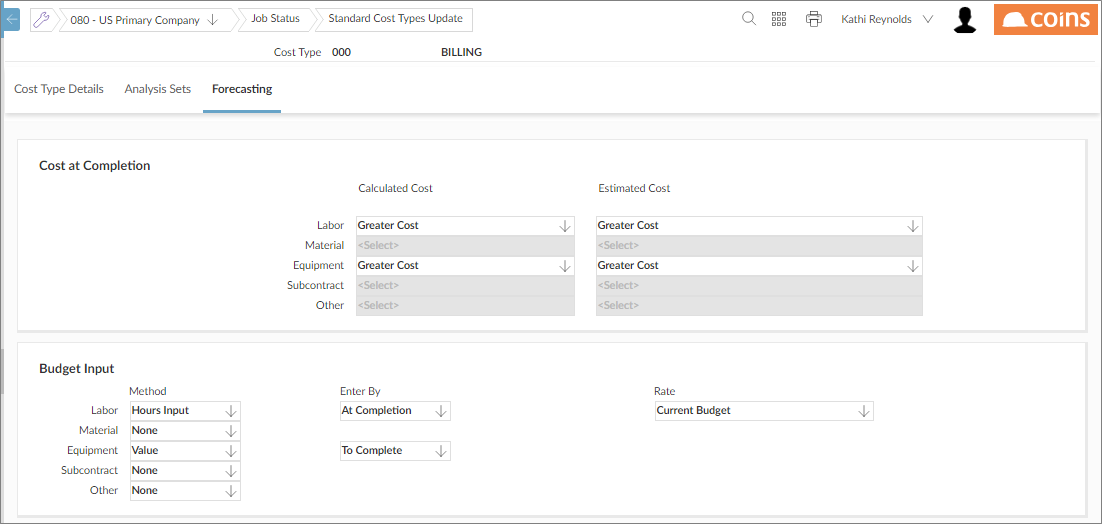 080 - US Primary Company Job Status Standard Cost Types Update Kathi Reynolds coins
Cost Type 000 BILLING
Cost Type Details Analysis Sets Forecasting
Cost at Completion
Calculated Cost Estimated Cost
Labor Greater Cost Greater Cost
Material <Select> <Select>
Equipment Greater Cost Greater Cost
Subcontract <Select> <Select>
Other <Select> <Select>
Budget Input
Method Enter By Rate
Labor Hours Input At Completion Current Budget
Material None
Equipment Value To Complete
Subcontract None
Other None